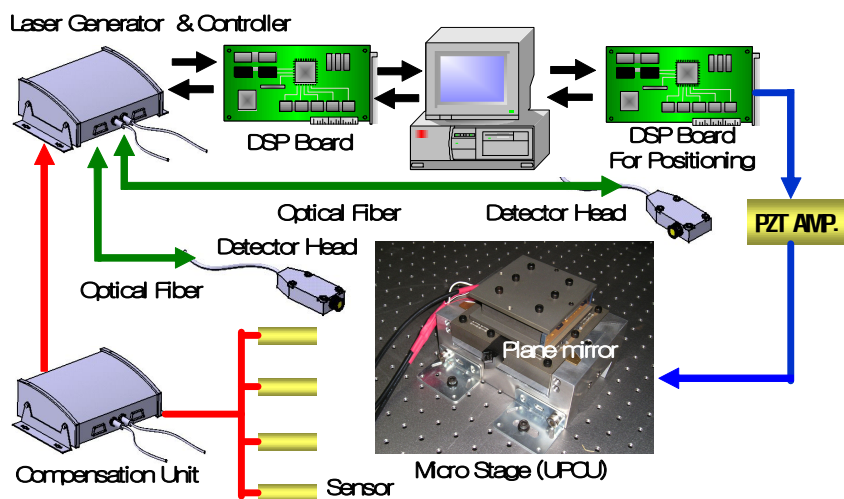 Laser Generator & Controller
DSP Board
DSP Board
For Positioning
Optical Fiber
Detector Head
PZT AMP.
Detector Head
Optical Fiber
Plane mirror
Compensation Unit
Sensor
Micro Stage (UPCU)